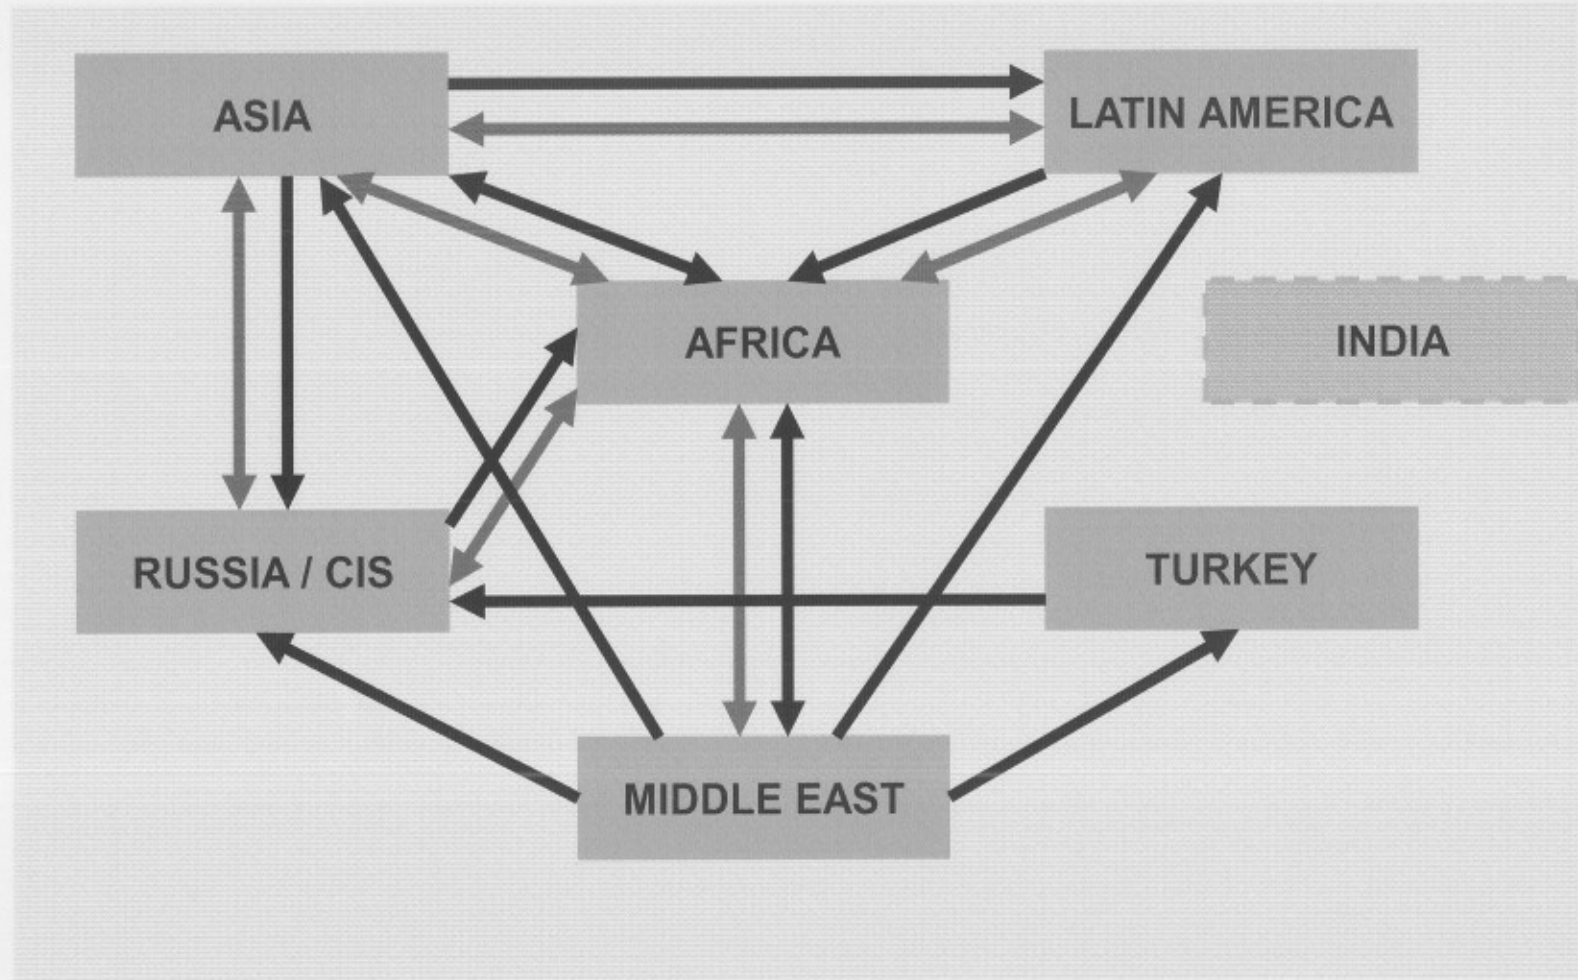 ASIA
LATIN AMERICA
AFRICA
INDIA
RUSSIA / CIS
TURKEY
MIDDLE EAST